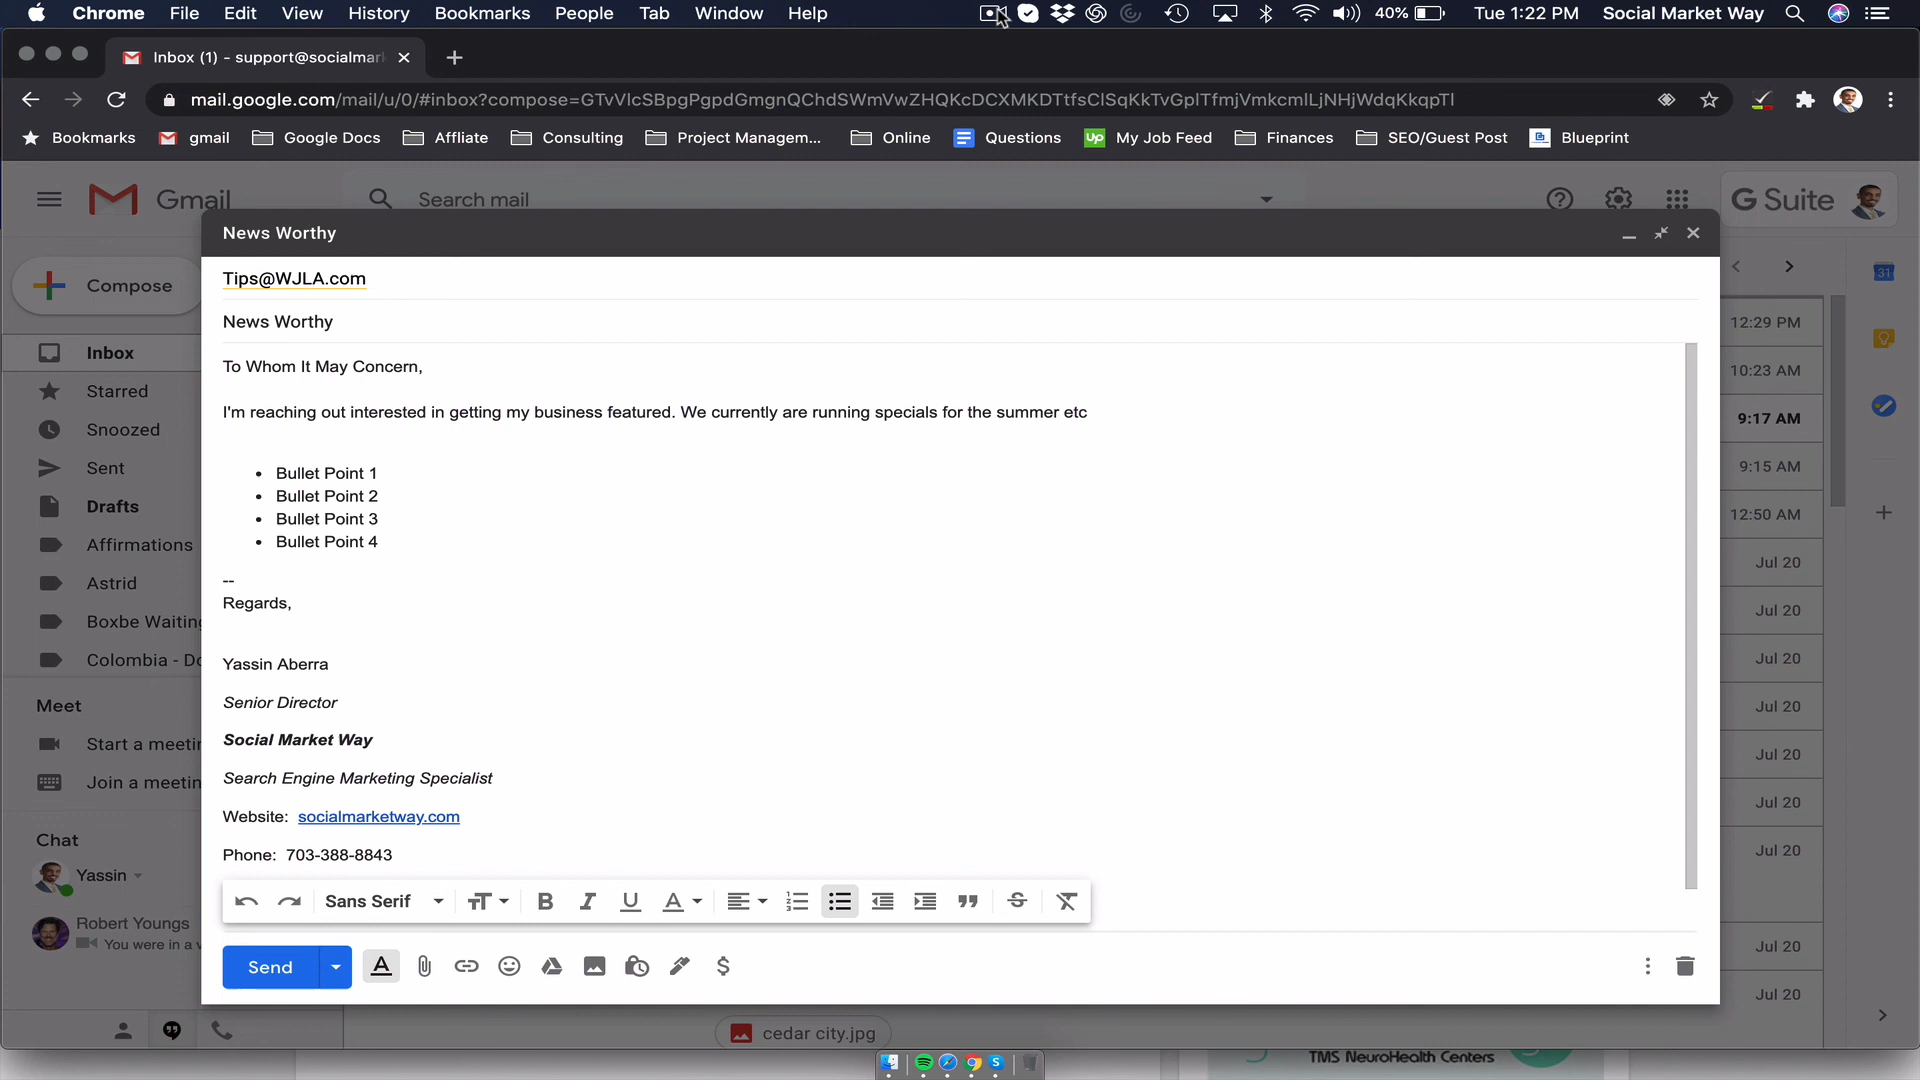 Chrome File Edit View History Bookmarks People Tab Window Help 40% Tue 1:22 PM Social Market Way
Inbox (1) - support@socialmar
mail.google.com/mail/u/0/#inbox?compose=GTvVlcSBpgPgpdGmgnQChdSWmVwZHQKcDCXMKDTtfsClSqKkTvGplTfmjVmkcmlLjNHjWdqKkqpTl
Bookmarks gmail Google Docs Affliate Consulting Project Managem... Online Questions up My Job Feed Finances SEO/Guest Post Blueprint
Gmail Search mail G Suite
News Worthy
Compose
Tips@WJLA.com
News Worthy
12:29 PM
Inbox
To Whom It May Concern,
10:23 AM
Starred
I'm reaching out interested in getting my business featured. We currently are running specials for the summer etc
9:17 AM
Snoozed
Sent
Bullet Point 1
9:15 AM
Bullet Point 2
Drafts
Bullet Point 3
12:50 AM
Bullet Point 4
Affirmations
Jul 20
Astrid
--
Regards,
Jul 20
Boxbe Waiting
Colombia - Do
Yassin Aberra
Jul 20
Meet
Senior Director
Jul 20
Start a meetin
Social Market Way
Jul 20
Join a meetin
Search Engine Marketing Specialist
Jul 20
Website: socialmarketway.com
Chat
Phone: 703-388-8843
Jul 20
Yassin
Sans Serif
Robert Youngs
You were in a v
Jul 20
Send
Jul 20
cedar city.jpg
TMS NeuroHealth Centers
31